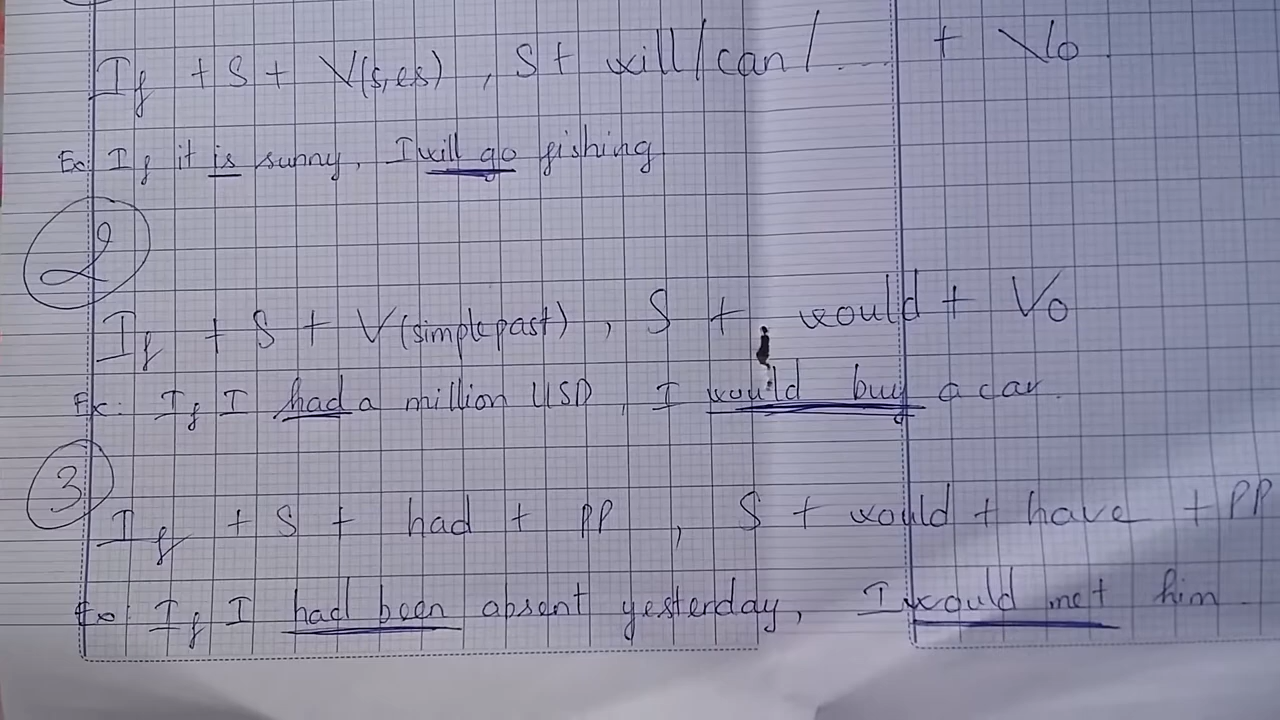 If + S + V(s,es), S + will/can/... + Vo
Ex: If it is sunny, I will go fishing
2
If + S + V(simple past), S + would + Vo
Ex: If I had a million USD, I would buy a car.
3
If + S + had + PP, S + would + have + PP
Ex: If I had been absent yesterday, I would met him